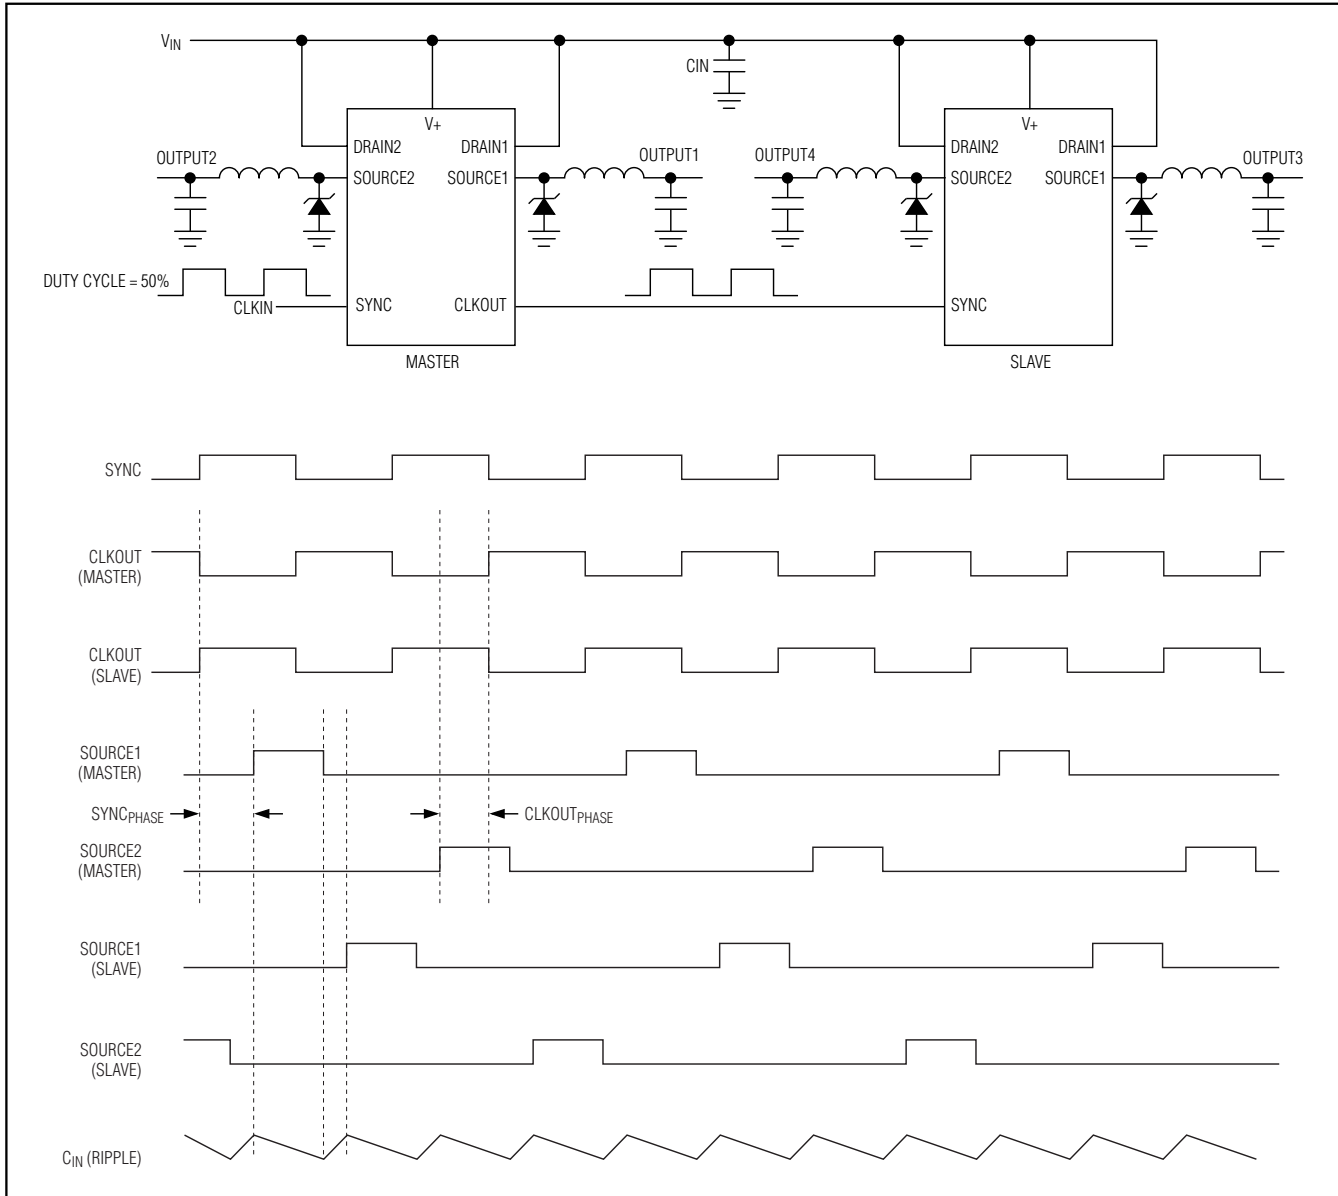 VIN
CIN
V+
V+
DRAIN2
DRAIN1
DRAIN2
DRAIN1
OUTPUT2
OUTPUT1
OUTPUT4
OUTPUT3
SOURCE2
SOURCE1
SOURCE2
SOURCE1
DUTY CYCLE = 50%
CLKIN
SYNC
CLKOUT
SYNC
MASTER
SLAVE
SYNC
CLKOUT
(MASTER)
CLKOUT
(SLAVE)
SOURCE1
(MASTER)
SYNCPHASE
CLKOUTPHASE
SOURCE2
(MASTER)
SOURCE1
(SLAVE)
SOURCE2
(SLAVE)
CIN (RIPPLE)